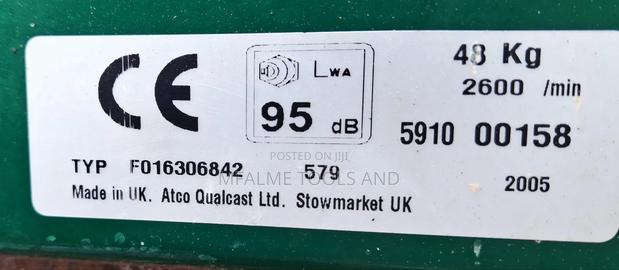 CE LWA 95 dB
48 Kg
2600 /min
5910 00158
TYP F016306842 579
2005
Made in UK. Atco Qualcast Ltd. Stowmarket UK
POSTED ON JIJI
MFALME TOOLS AND